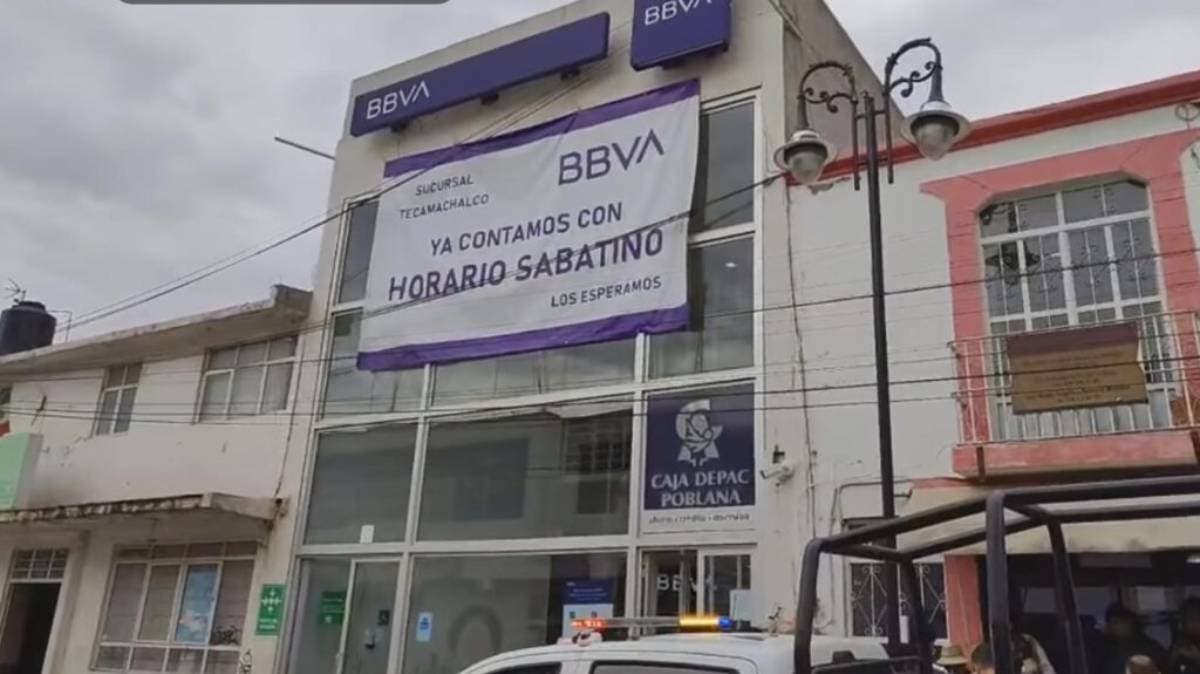 BBVA
BBVA
BBVA
SUCURSAL
TECAMACHALCO
YA CONTAMOS CON
HORARIO SABATINO
LOS ESPERAMOS
CAJA DEPAC
POBLANA
BBVA